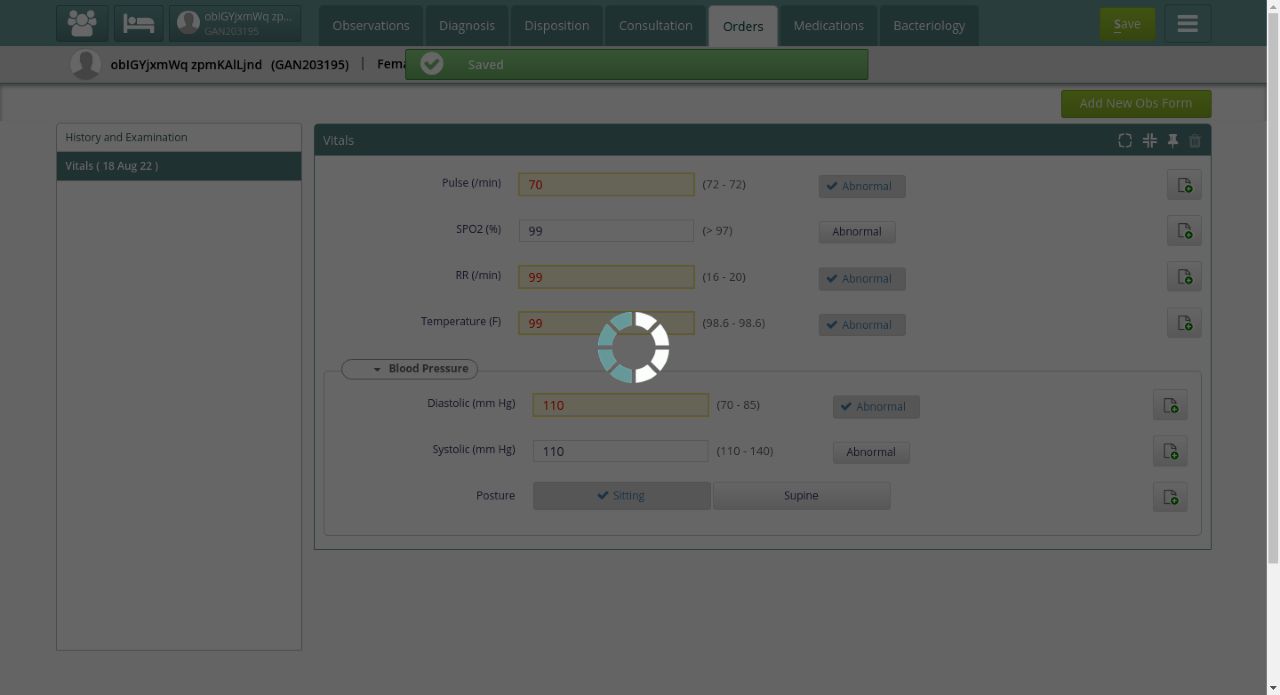 obIGYjxmWq zp...
GAN203195
Observations
Diagnosis
Disposition
Consultation
Orders
Medications
Bacteriology
Save
obIGYjxmWq zpmKAlLjnd (GAN203195) | Fema
Saved
Add New Obs Form
History and Examination
Vitals ( 18 Aug 22 )
Vitals
Pulse (/min) 70 (72 - 72) Abnormal
SPO2 (%) 99 (> 97) Abnormal
RR (/min) 99 (16 - 20) Abnormal
Temperature (F) 99 (98.6 - 98.6) Abnormal
Blood Pressure
Diastolic (mm Hg) 110 (70 - 85) Abnormal
Systolic (mm Hg) 110 (110 - 140) Abnormal
Posture Sitting Supine